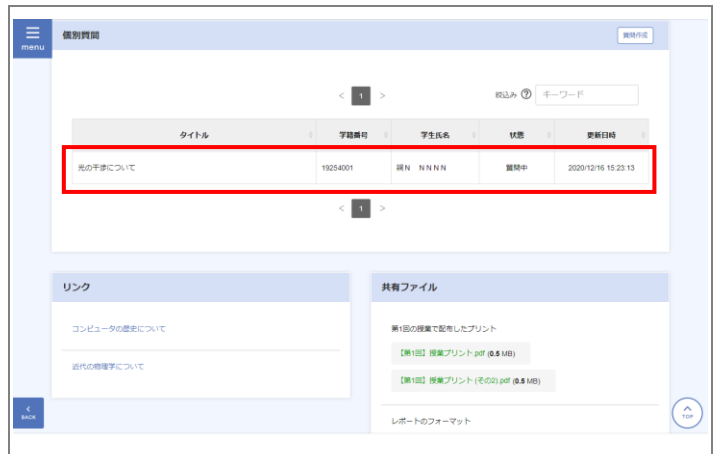 menu
個別質問
質問作成
< 1 >
絞込み ? キーワード
タイトル 学籍番号 学生氏名 状態 更新日時
光の干渉について 19254001 N NNNN 質問中 2020/12/16 15:23:13
< 1 >
リンク
コンピュータの歴史について
近代の物理学について
共有ファイル
第1回の授業で配布したプリント
【第1回】授業プリント.pdf (0.5 MB)
【第1回】授業プリント(その2).pdf (0.5 MB)
レポートのフォーマット
BACK
TOP